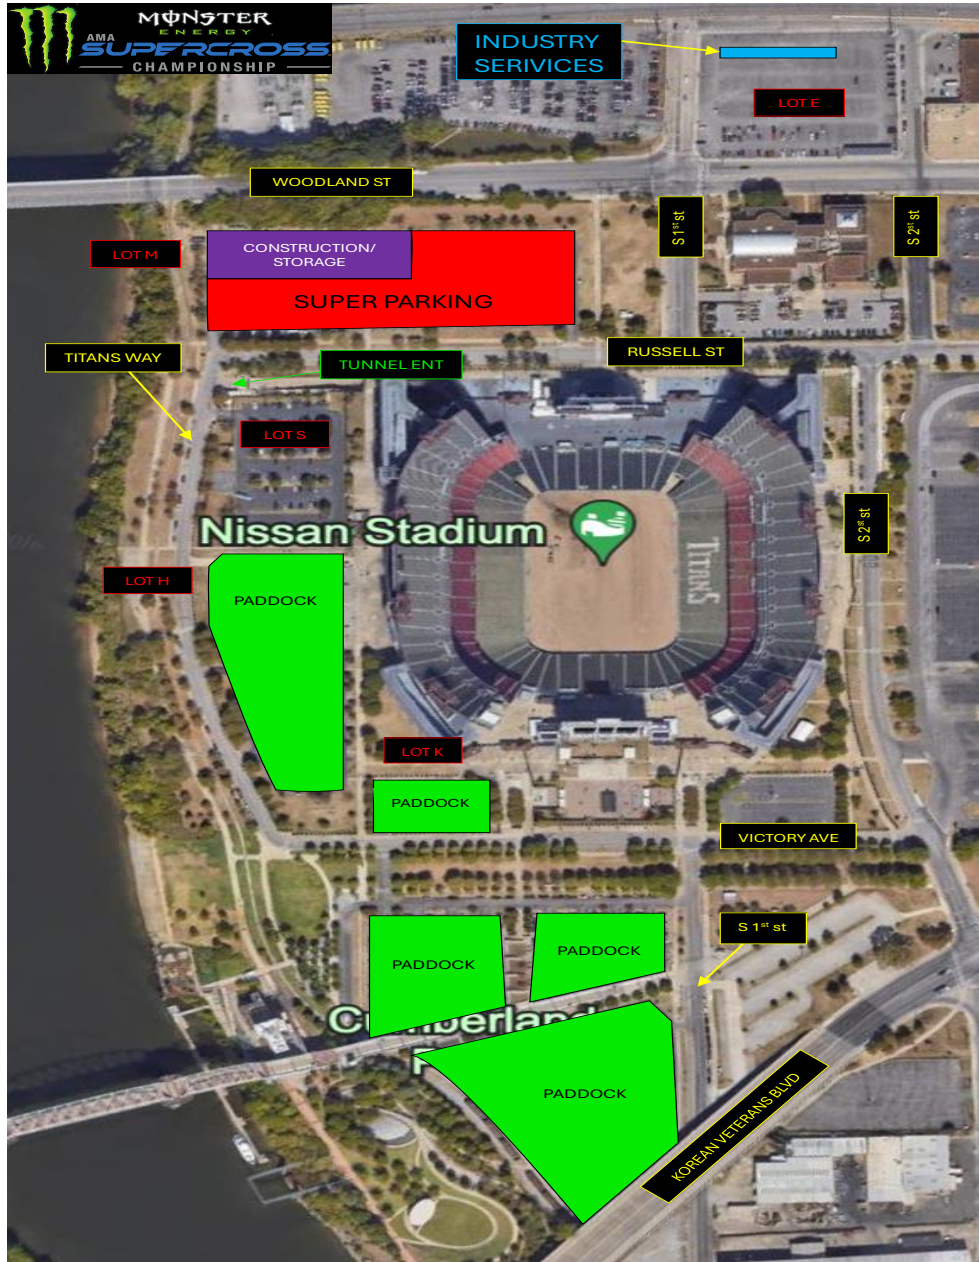 MONSTER
ENERGY
AMA
SUPERCROSS
CHAMPIONSHIP
INDUSTRY
SERIVICES
LOT E
WOODLAND ST
S 1st st
S 2st st
LOT M
CONSTRUCTION/
STORAGE
SUPER PARKING
TITANS WAY
TUNNEL ENT
RUSSELL ST
LOT S
Nissan Stadium
TITANS
S 2st st
LOT H
PADDOCK
LOT K
PADDOCK
VICTORY AVE
S 1st st
PADDOCK
PADDOCK
PADDOCK
KOREAN VETERANS BLVD